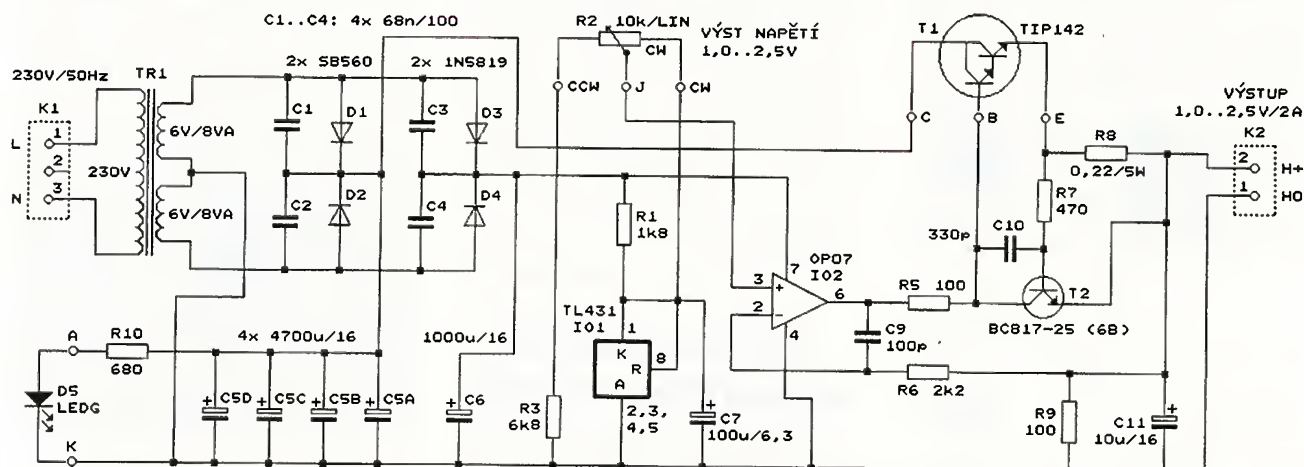 C1..C4: 4x 68n/100
R2 10k/LIN
CW
VÝST NAPĚTÍ
1,0..2,5V
T1
TIP142
230V/50Hz
TR1
2x SB560
2x 1N5819
CCW
J
CW
K1
C1
D1
C3
D3
C
B
E
VÝSTUP
1,0..2,5V/2A
K2
L
1
2
3
N
6V/8VA
230V
6V/8VA
C2
D2
C4
D4
R8
0,22/5W
2
H+
1
H0
R1
1k8
R7
470
330p
C10
OP07
IO2
3
7
2
6
4
+
−
R5 100
T2
BC817-25 (6B)
TL431
IO1
1
K
R
8
A
2,3,
4,5
C9
100p
R6 2k2
A
R10
680
4x 4700u/16
1000u/16
D5
LEDG
K
+
C5D
+
C5C
+
C5B
+
C5A
+
C6
R3
6k8
+
C7
100u/6,3
R9
100
+
C11
10u/16